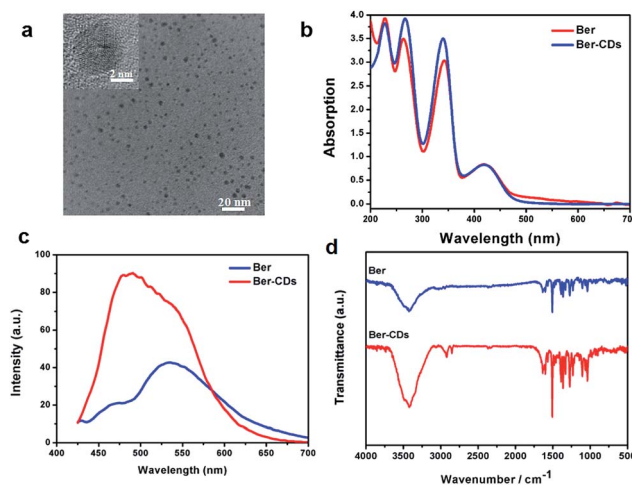 a
2 nm
20 nm
b
Ber
Ber-CDs
4.0
3.5
3.0
2.5
2.0
1.5
1.0
0.5
0.0
Absorption
200 300 400 500 600 700
Wavelength (nm)
c
Ber
Ber-CDs
100
80
60
40
20
0
Intensity (a.u.)
400 450 500 550 600 650 700
Wavelength (nm)
d
Ber
Ber-CDs
Transmittance (a.u.)
4000 3500 3000 2500 2000 1500 1000 500
Wavenumber / cm⁻¹